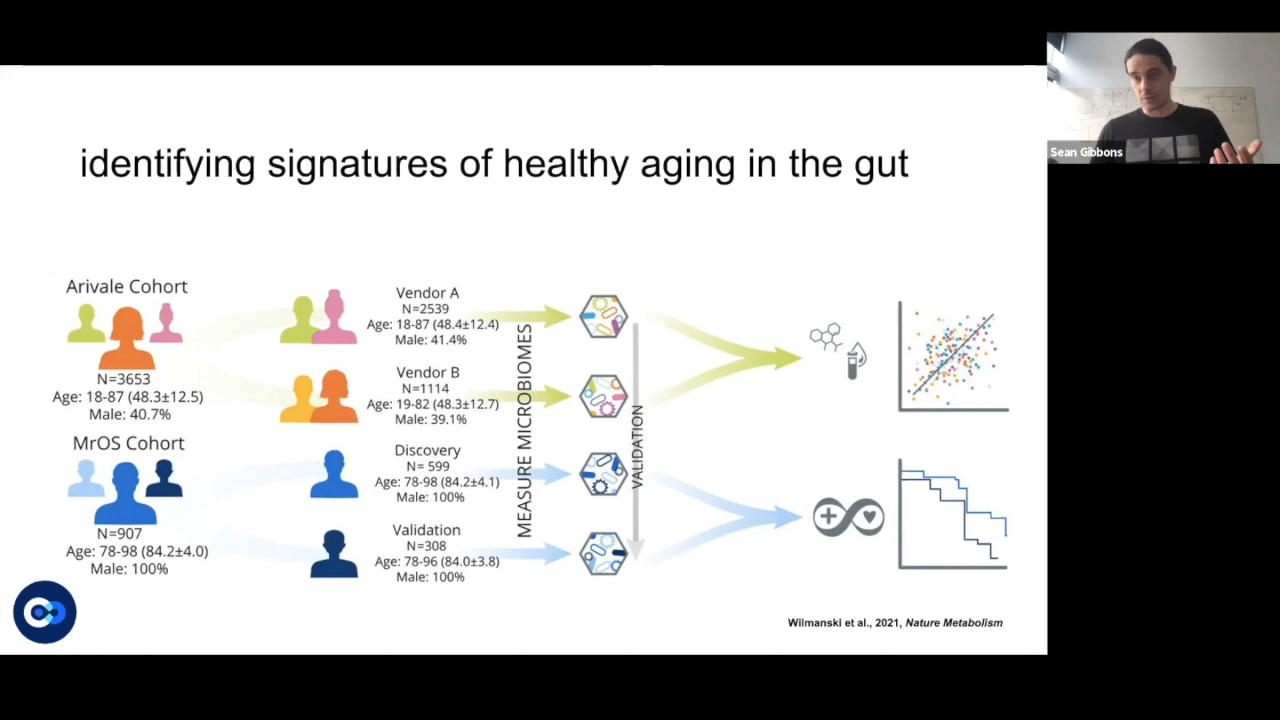 identifying signatures of healthy aging in the gut
Sean Gibbons
Arivale Cohort
N=3653
Age: 18-87 (48.3±12.5)
Male: 40.7%
MrOS Cohort
N=907
Age: 78-98 (84.2±4.0)
Male: 100%
Vendor A
N=2539
Age: 18-87 (48.4±12.4)
Male: 41.4%
Vendor B
N=1114
Age: 19-82 (48.3±12.7)
Male: 39.1%
Discovery
N= 599
Age: 78-98 (84.2±4.1)
Male: 100%
Validation
N=308
Age: 78-96 (84.0±3.8)
Male: 100%
MEASURE MICROBIOMES
VALIDATION
Wilmanski et al., 2021, Nature Metabolism